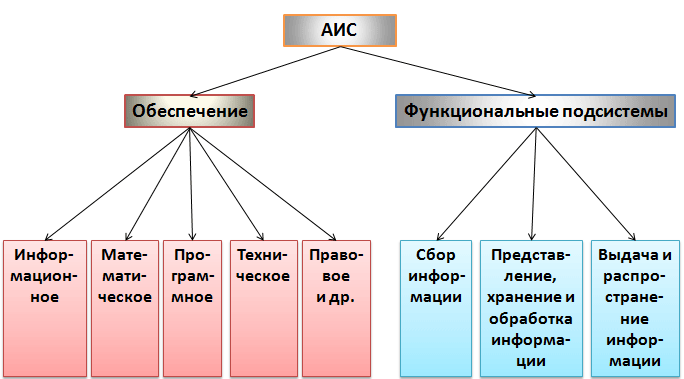 АИС
Обеспечение
Функциональные подсистемы
Инфор-
мацион-
ное
Мате-
мати-
ческое
Про-
грам-
мное
Техни-
ческое
Право-
вое
и др.
Сбор
инфор-
мации
Представ-
ление,
хранение и
обработка
информа-
ции
Выдача и
распро-
стране-
ние
инфор-
мации